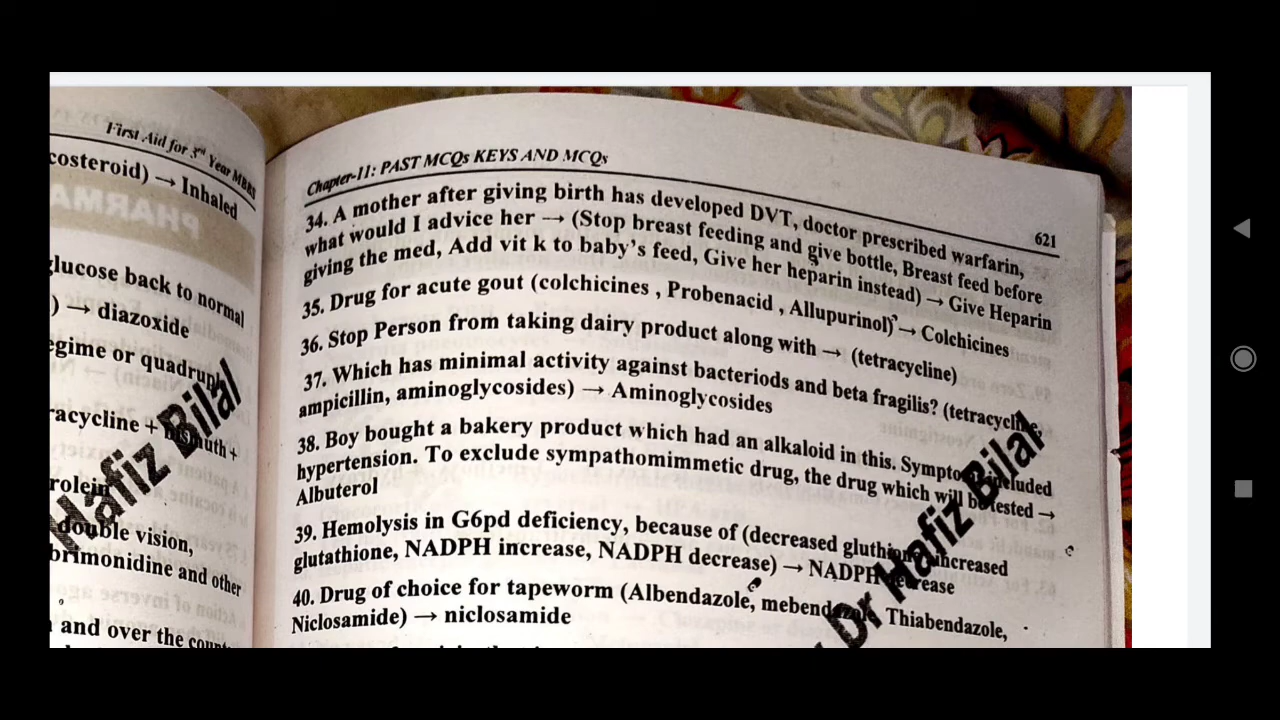 First Aid for 3rd Year MBBS
costeroid) → Inhaled
glucose back to normal
) → diazoxide
egime or
racycline +
rolein
double vision,
brimonidine and other
and over the
Chapter-11: PAST MCQs KEYS AND MCQs
621
34. A mother after giving birth has developed DVT, doctor prescribed warfarin,
what would I advice her → (Stop breast feeding and give bottle, Breast feed before
giving the med, Add vit k to baby's feed, Give her heparin instead) → Give Heparin
35. Drug for acute gout (colchicines , Probenacid , Allupurinol) → Colchicines
36. Stop Person from taking dairy product along with → (tetracycline)
37. Which has minimal activity against bacteriods and beta fragilis? (tetracycline,
ampicillin, aminoglycosides) → Aminoglycosides
38. Boy bought a bakery product which had an alkaloid in this. included
hypertension. To exclude sympathomimmetic drug, the drug which will be tested →
Albuterol
39. Hemolysis in G6pd deficiency, because of (decreased increased
glutathione, NADPH increase, NADPH decrease) → NADPH decrease
40. Drug of choice for tapeworm (Albendazole, Thiabendazole,
Niclosamide) → niclosamide
Hafiz Bilal
Dr Hafiz Bilal